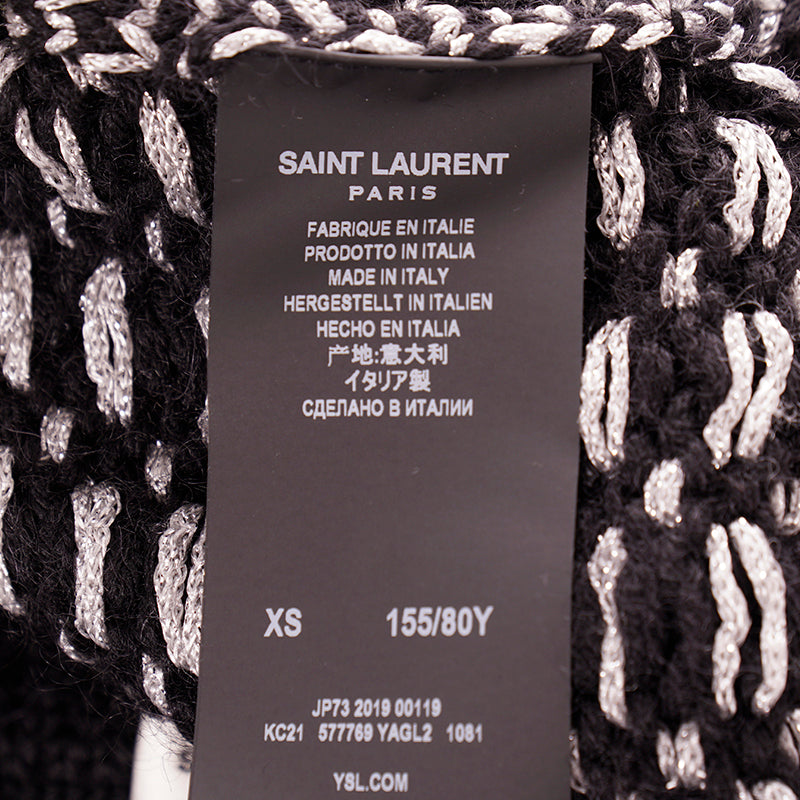 SAINT LAURENT
PARIS
FABRIQUE EN ITALIE
PRODOTTO IN ITALIA
MADE IN ITALY
HERGESTELLT IN ITALIEN
HECHO EN ITALIA
产地:意大利
イタリア製
СДЕЛАНО В ИТАЛИИ
XS 155/80Y
JP73 2019 00119
KC21 577769 YAGL2 1081
YSL.COM